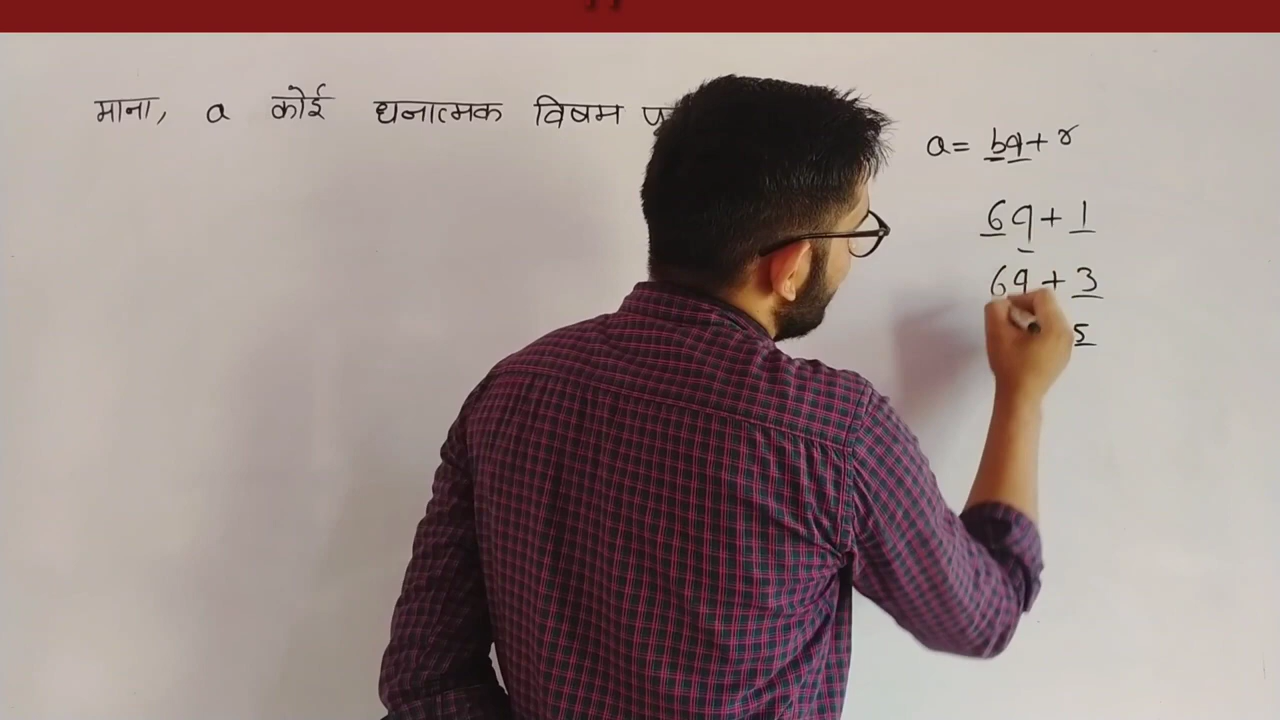 माना, a कोई धनात्मक विषम
a = bq + r
6q + 1
6q + 3
5